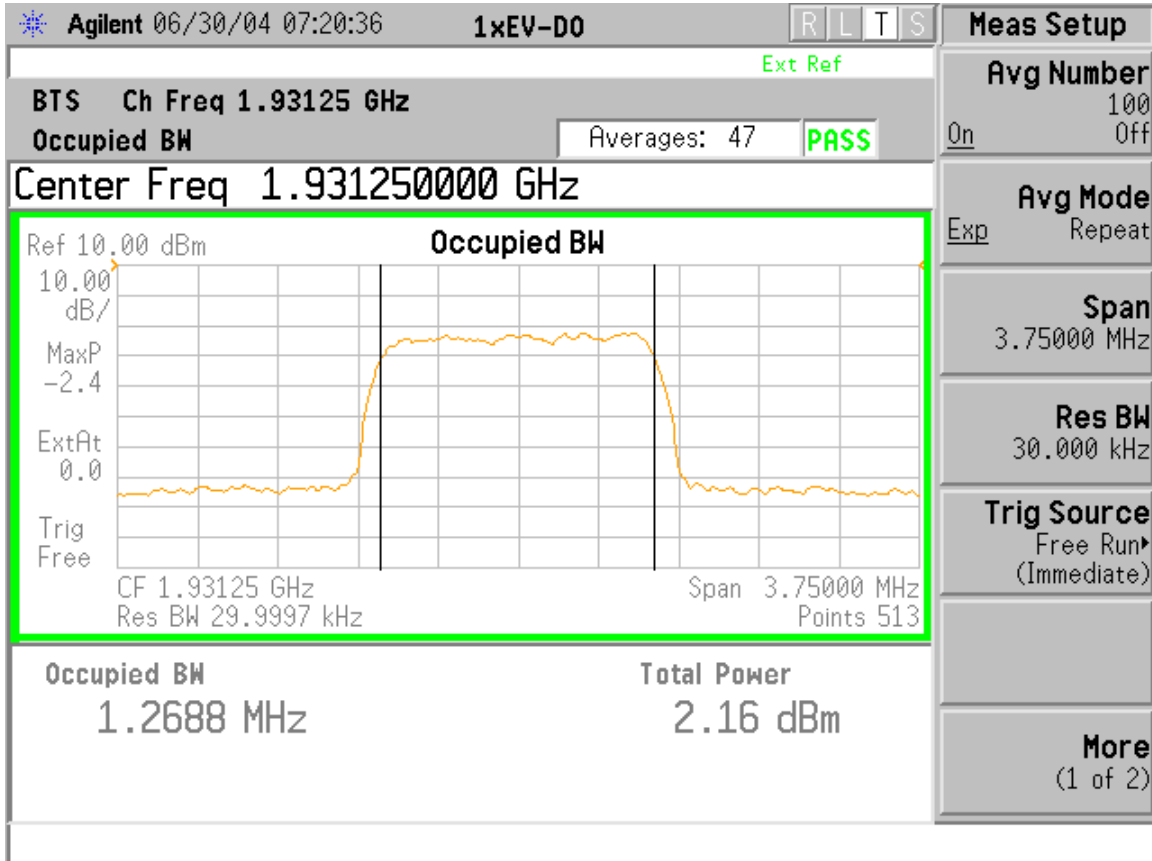 Agilent 06/30/04 07:20:36 1xEV-DO R L T S
Ext Ref
BTS Ch Freq 1.93125 GHz
Occupied BW Averages: 47 PASS
Center Freq 1.931250000 GHz
Ref 10.00 dBm Occupied BW
10.00
dB/
MaxP
-2.4
ExtAt
0.0
Trig
Free
CF 1.93125 GHz Span 3.75000 MHz
Res BW 29.9997 kHz Points 513
Occupied BW Total Power
1.2688 MHz 2.16 dBm
Meas Setup
Avg Number
100
On Off
Avg Mode
Exp Repeat
Span
3.75000 MHz
Res BW
30.000 kHz
Trig Source
Free Run
(Immediate)
More
(1 of 2)